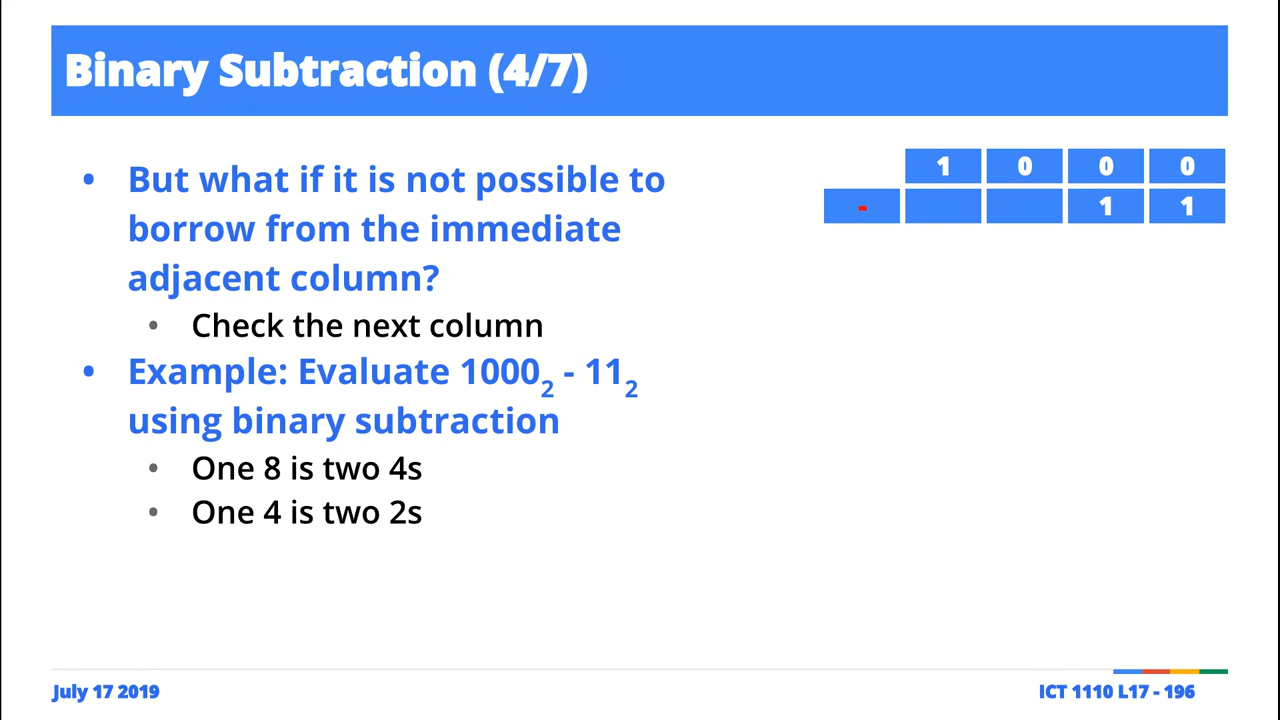 Binary Subtraction (4/7)
• But what if it is not possible to
borrow from the immediate
adjacent column?
• Check the next column
• Example: Evaluate 1000₂ - 11₂
using binary subtraction
• One 8 is two 4s
• One 4 is two 2s
1 0 0 0
- 1 1
July 17 2019
ICT 1110 L17 - 196